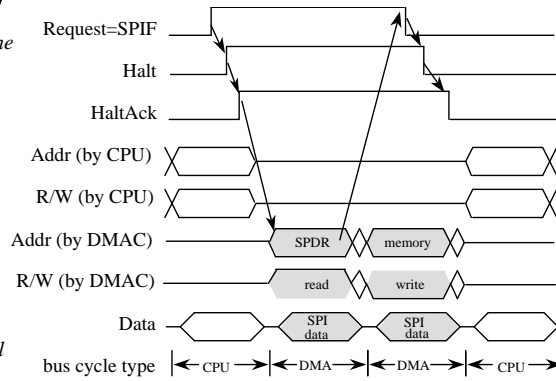 Request=SPIF
ne
Halt
HaltAck
Addr (by CPU)
R/W (by CPU)
Addr (by DMAC) SPDR memory
R/W (by DMAC) read write
Data SPI data SPI data
l
bus cycle type CPU DMA DMA CPU